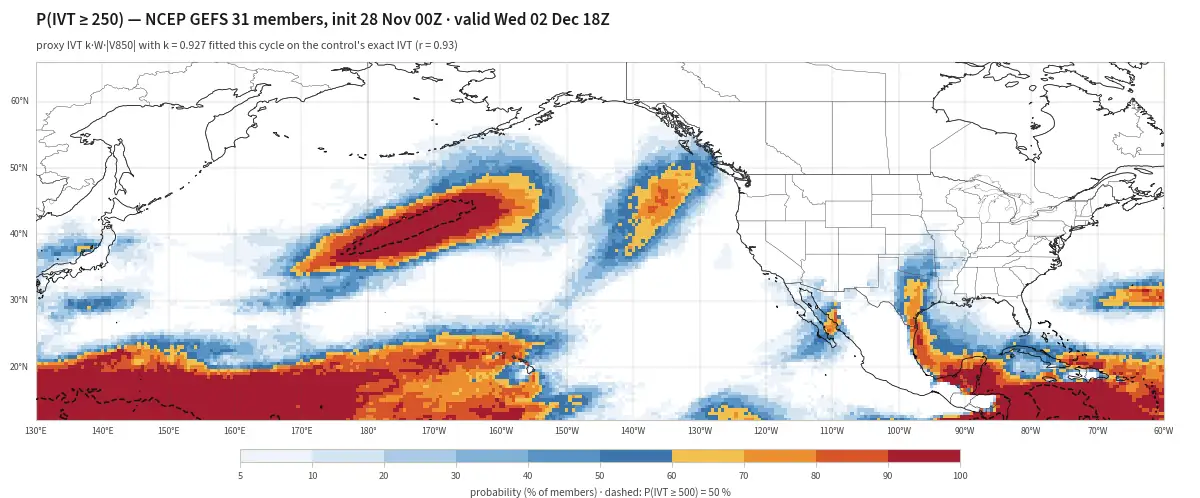 P(IVT ≥ 250) — NCEP GEFS 31 members, init 28 Nov 00Z · valid Wed 02 Dec 18Z
proxy IVT k·W·|V850| with k = 0.927 fitted this cycle on the control's exact IVT (r = 0.93)
60°N
50°N
40°N
30°N
20°N
130°E 140°E 150°E 160°E 170°E 180° 170°W 160°W 150°W 140°W 130°W 120°W 110°W 100°W 90°W 80°W 70°W 60°W
5 10 20 30 40 50 60 70 80 90 100
probability (% of members) · dashed: P(IVT ≥ 500) = 50 %